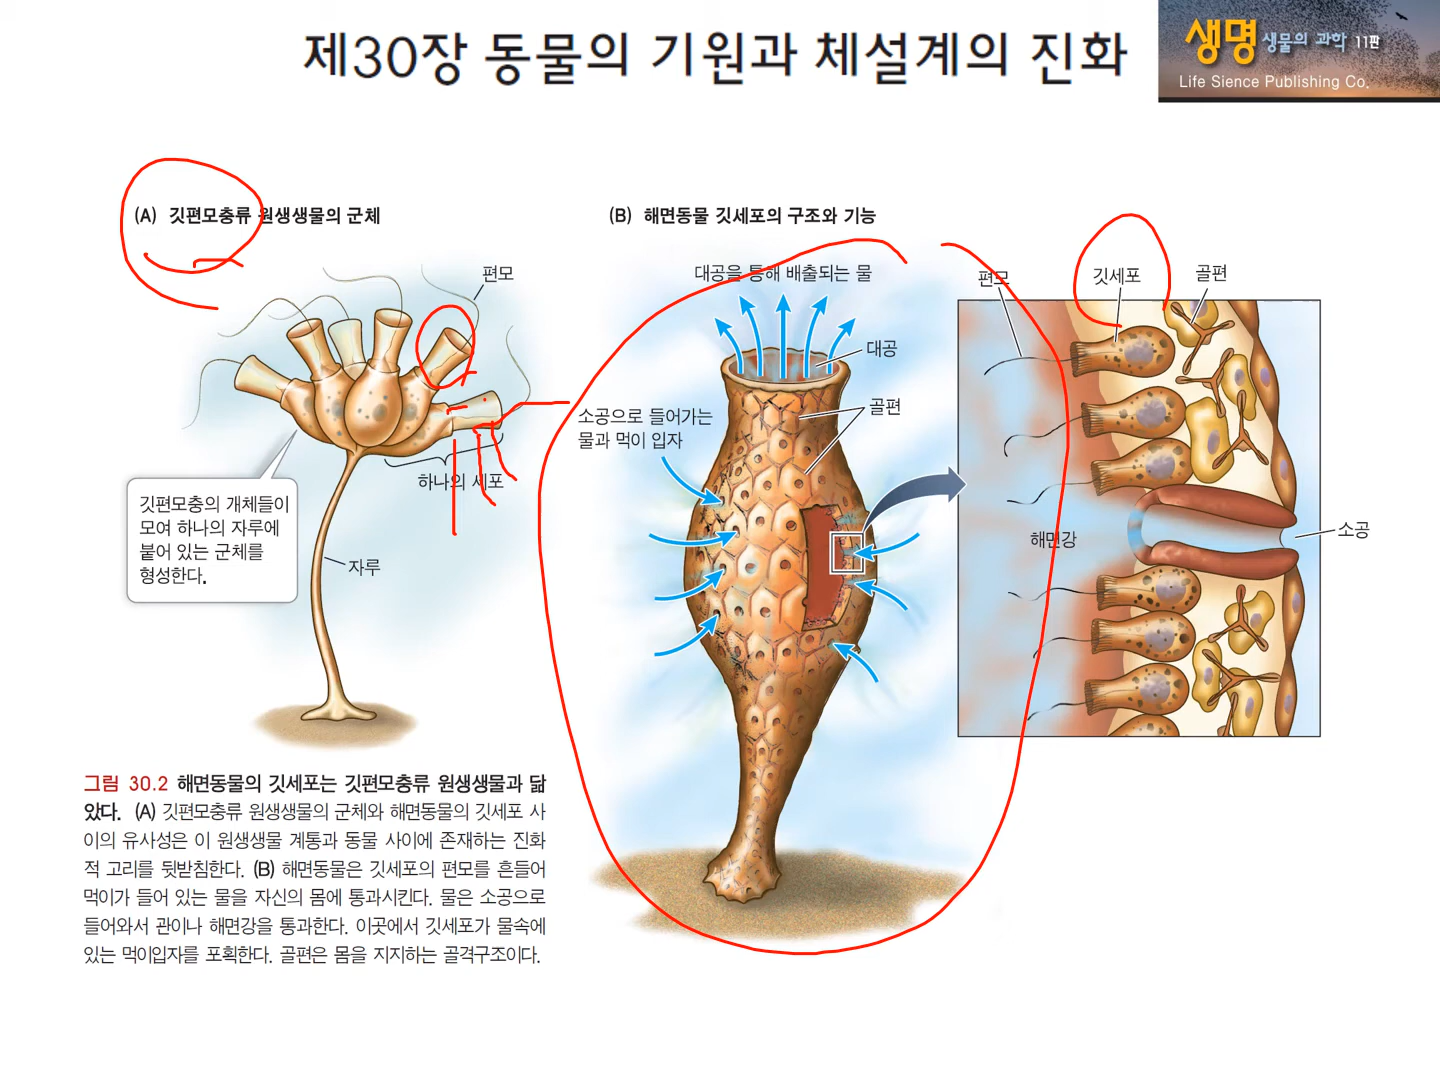 제30장 동물의 기원과 체설계의 진화
생명 생물의 과학 11판
Life Sience Publishing Co.
(A) 깃편모충류 원생생물의 군체
편모
하나의 세포
깃편모충의 개체들이
모여 하나의 자루에
붙어 있는 군체를
형성한다.
자루
(B) 해면동물 깃세포의 구조와 기능
대공을 통해 배출되는 물
대공
골편
소공으로 들어가는
물과 먹이 입자
편모
깃세포
골편
해면강
소공
그림 30.2 해면동물의 깃세포는 깃편모충류 원생생물과 닮
았다. (A) 깃편모충류 원생생물의 군체와 해면동물의 깃세포 사
이의 유사성은 이 원생생물 계통과 동물 사이에 존재하는 진화
적 고리를 뒷받침한다. (B) 해면동물은 깃세포의 편모를 흔들어
먹이가 들어 있는 물을 자신의 몸에 통과시킨다. 물은 소공으로
들어와서 관이나 해면강을 통과한다. 이곳에서 깃세포가 물속에
있는 먹이입자를 포획한다. 골편은 몸을 지지하는 골격구조이다.